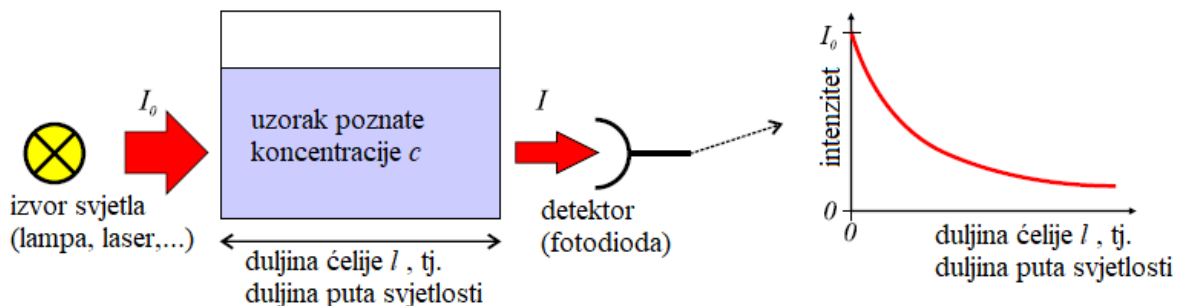 I₀
uzorak poznate
koncentracije c
I
izvor svjetla
(lampa, laser,...)
detektor
(fotodioda)
duljina ćelije l , tj.
duljina puta svjetlosti
I₀
intenzitet
0
0
duljina ćelije l , tj.
duljina puta svjetlosti